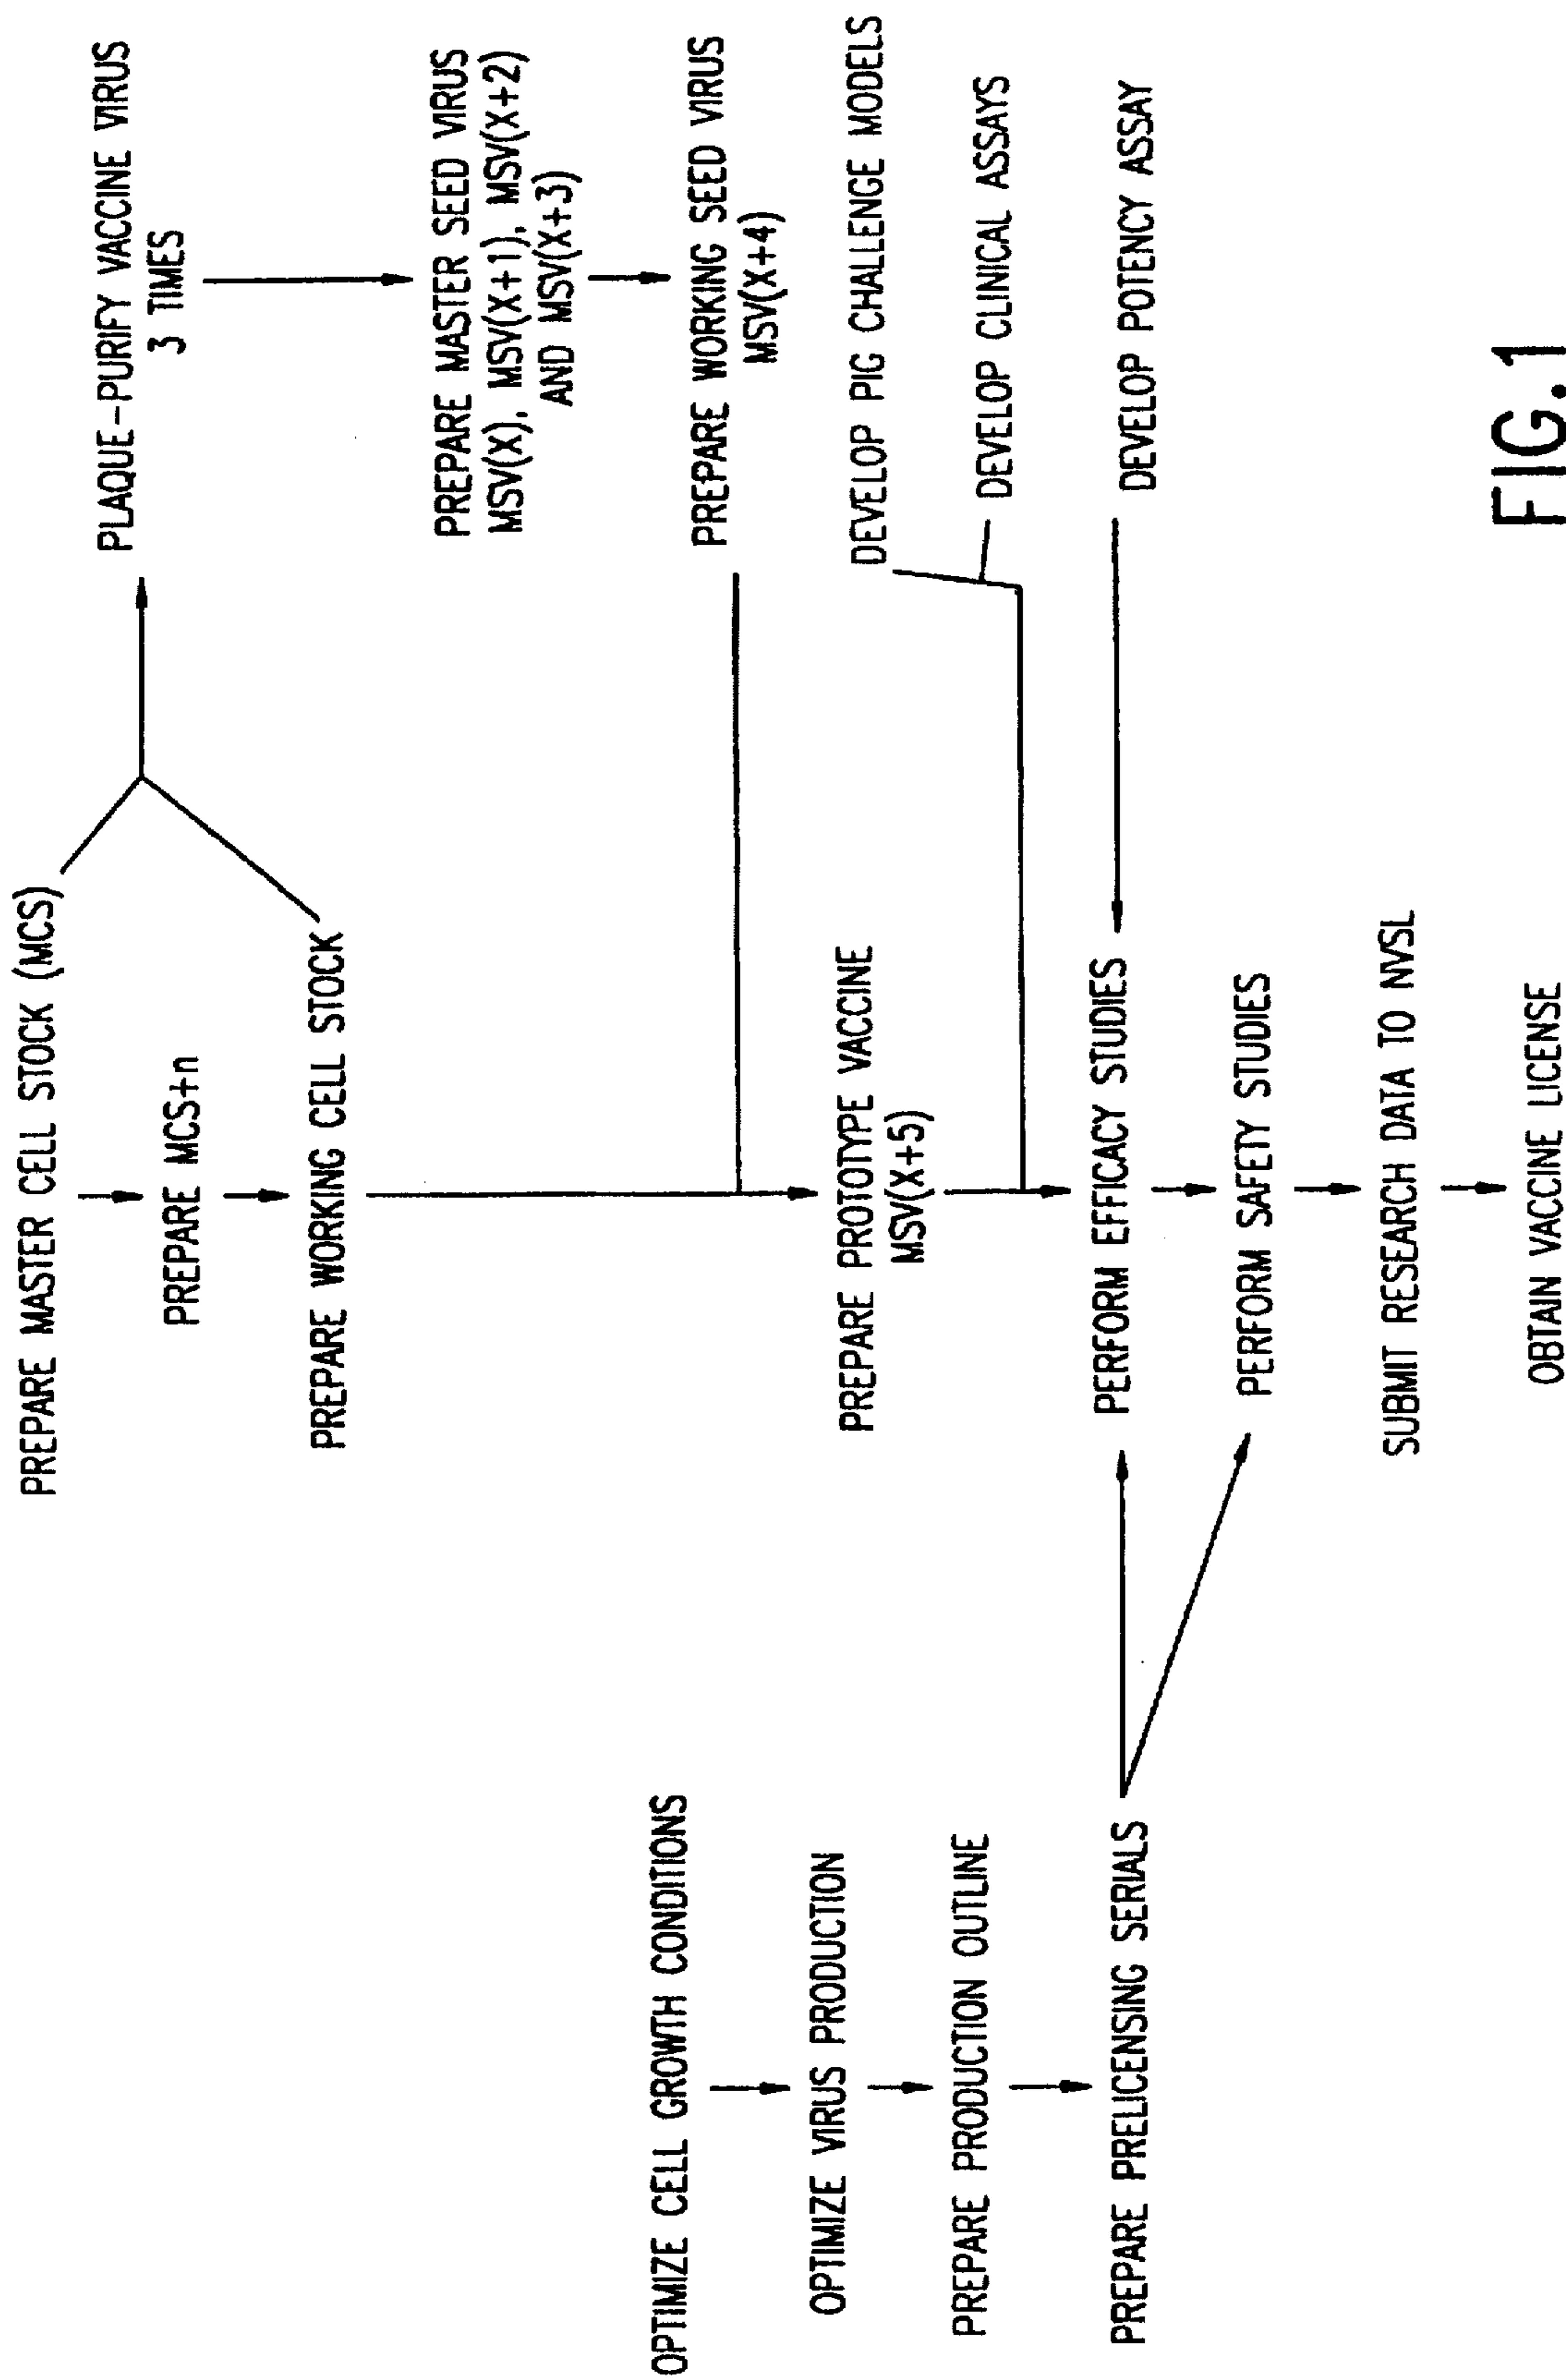 PREPARE MASTER CELL STOCK (MCS)
PREPARE MCS+n
PREPARE WORKING CELL STOCK
PLAQUE-PURIFY VACCINE VIRUS
3 TIMES
PREPARE MASTER SEED VIRUS
MSV(X), MSV(X+1), MSV(X+2)
AND MSV(X+3)
PREPARE WORKING SEED VIRUS
MSV(X+4)
OPTIMIZE CELL GROWTH CONDITIONS
OPTIMIZE VIRUS PRODUCTION
PREPARE PRODUCTION OUTLINE
PREPARE PRELICENSING SERIALS
PREPARE PROTOTYPE VACCINE
MSV(X+5)
DEVELOP PIG CHALLENGE MODELS
DEVELOP CLINICAL ASSAYS
DEVELOP POTENCY ASSAY
PERFORM EFFICACY STUDIES
PERFORM SAFETY STUDIES
SUBMIT RESEARCH DATA TO NVSL
OBTAIN VACCINE LICENSE
FIG.1